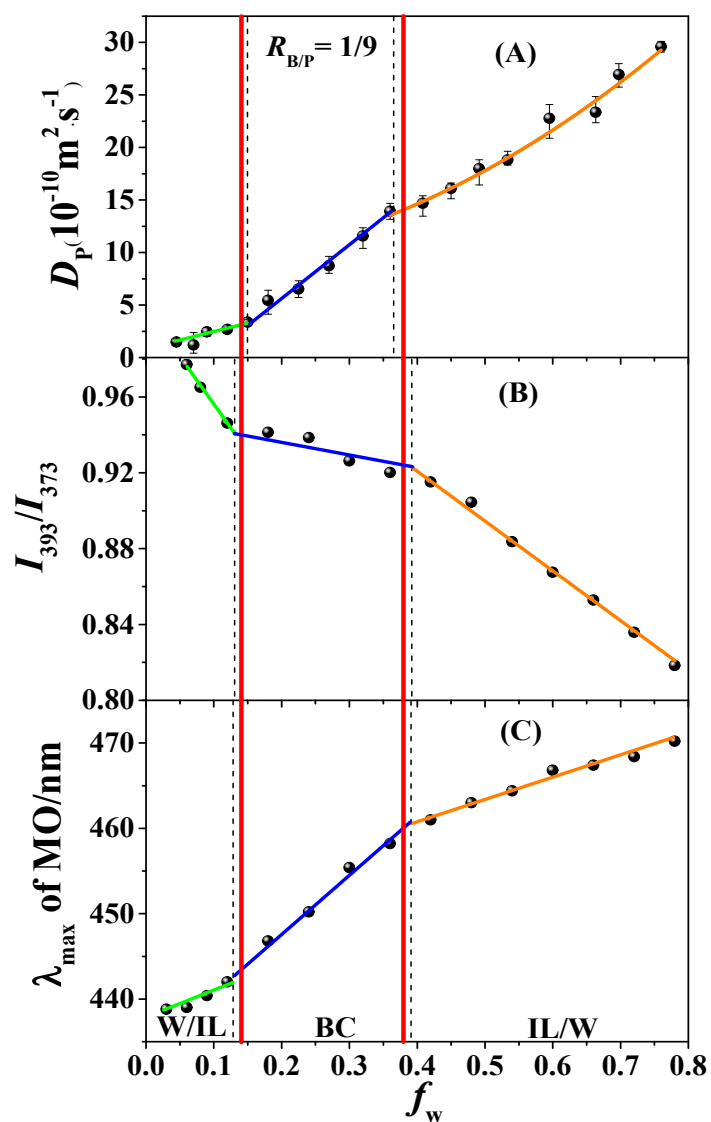 R_B/P = 1/9
(A)
D_P(10^-10 m^2·s^-1)
30
25
20
15
10
5
0
(B)
I_393/I_373
0.96
0.92
0.88
0.84
0.80
(C)
λ_max of MO/nm
470
460
450
440
W/IL
BC
IL/W
0.0 0.1 0.2 0.3 0.4 0.5 0.6 0.7 0.8
f_w